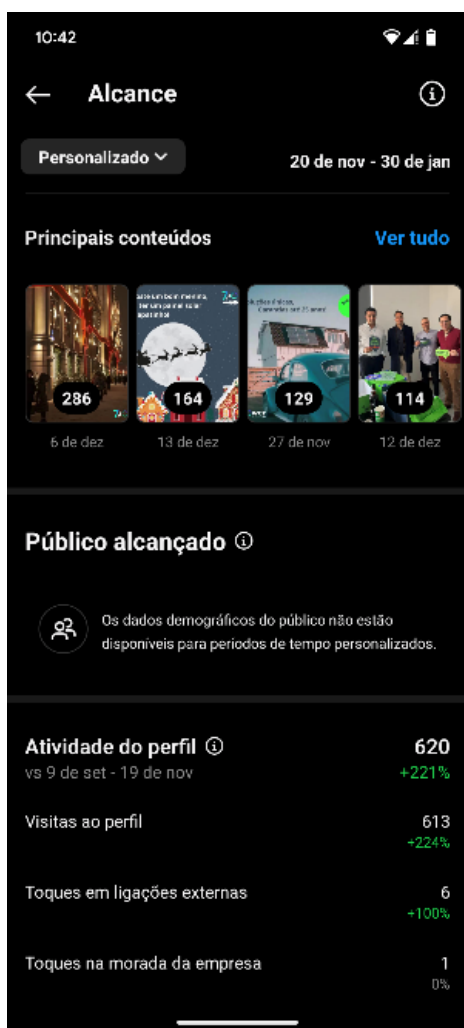 10:42
Alcance
Personalizado
20 de nov - 30 de jan
Principais conteúdos
Ver tudo
286
164
129
114
6 de dez
13 de dez
27 de nov
12 de dez
Público alcançado
Os dados demográficos do público não estão
disponíveis para periodos de tempo personalizados.
Atividade do perfil
620
vs 9 de set - 19 de nov
+221%
Visitas ao perfil
613
+224%
Toques em ligações externas
6
+100%
Toques na morada da empresa
1
0%